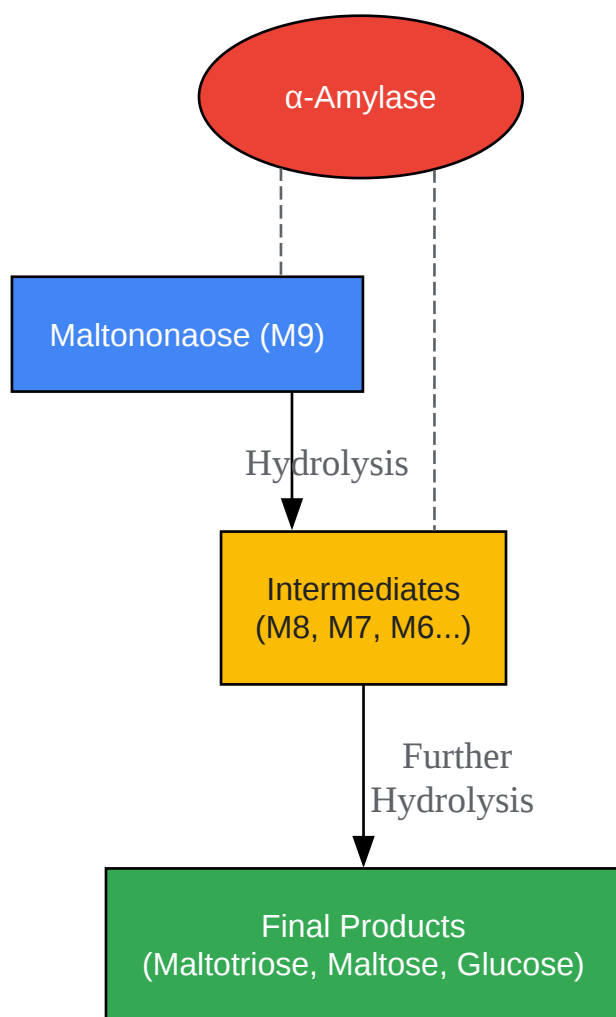 α-Amylase
Maltononaose (M9)
Hydrolysis
Intermediates
(M8, M7, M6...)
Further
Hydrolysis
Final Products
(Maltotriose, Maltose, Glucose)